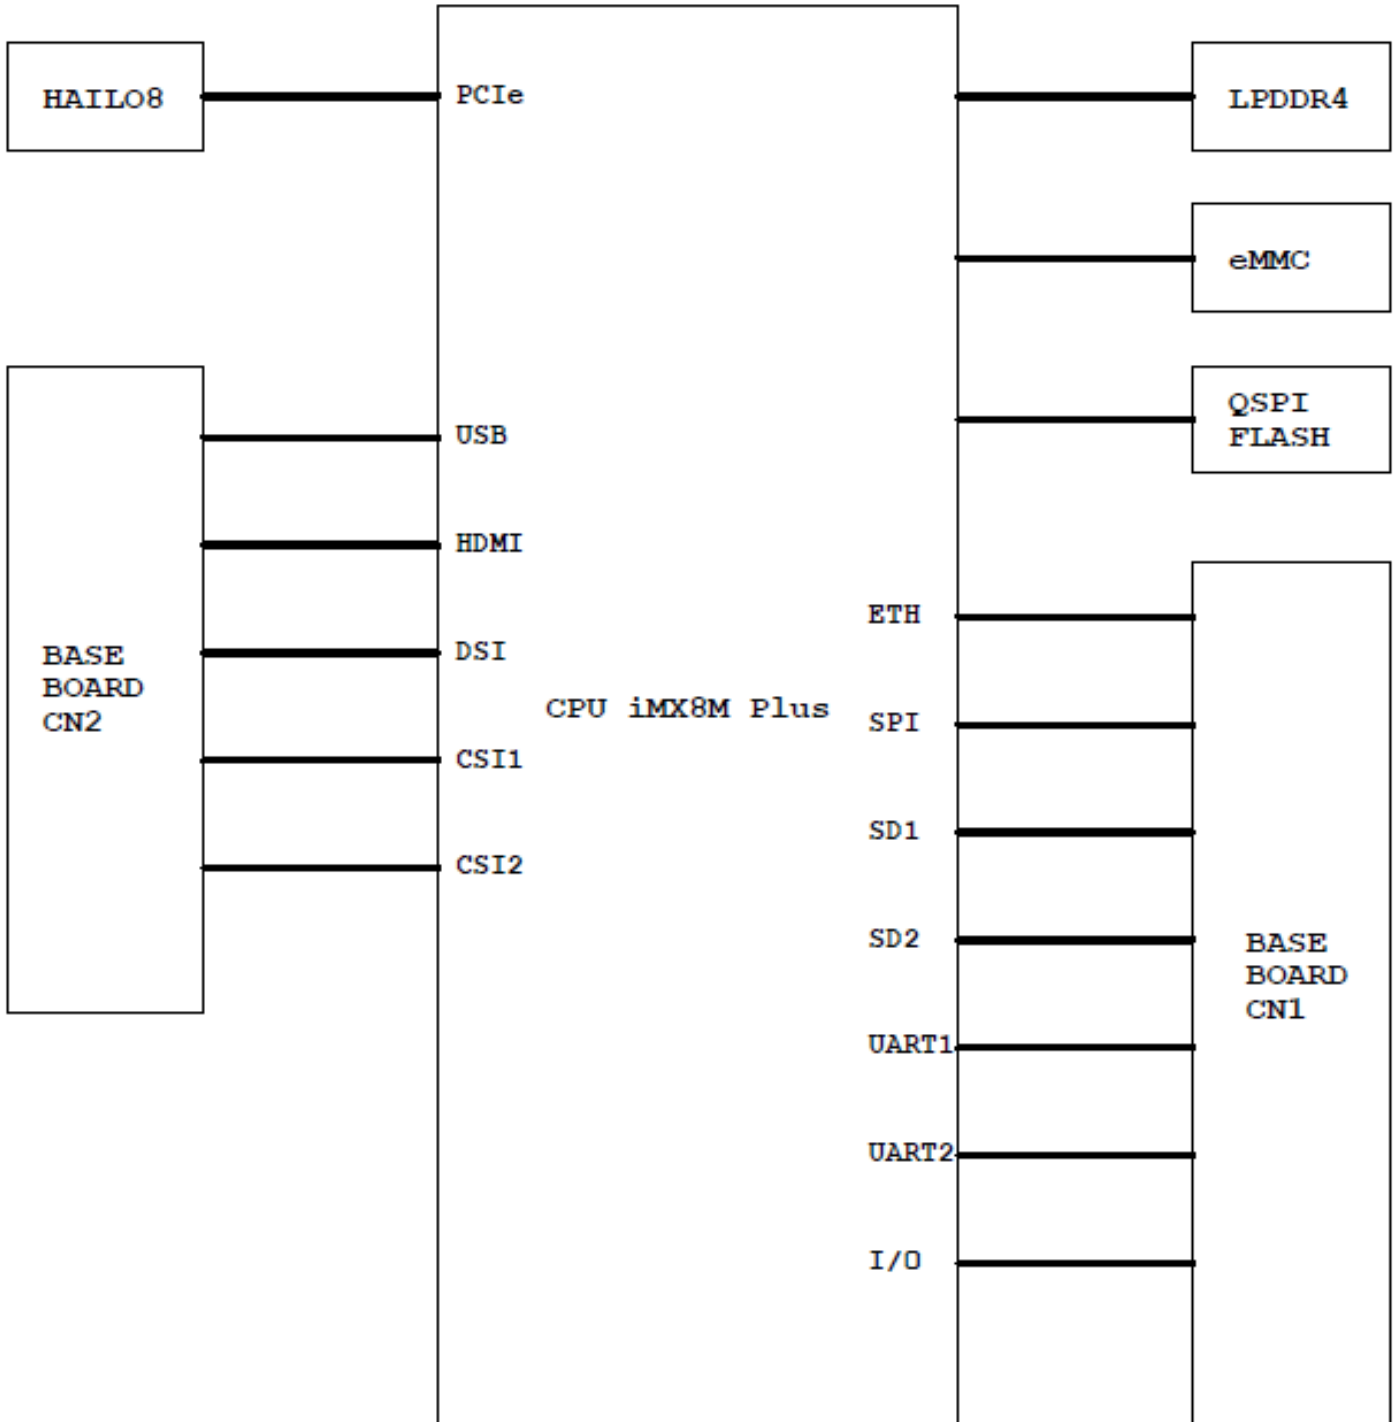 HAILO8
PCIe
LPDDR4
eMMC
QSPI
FLASH
USB
HDMI
DSI
CSI1
CSI2
BASE
BOARD
CN2
CPU iMX8M Plus
ETH
SPI
SD1
SD2
UART1
UART2
I/O
BASE
BOARD
CN1